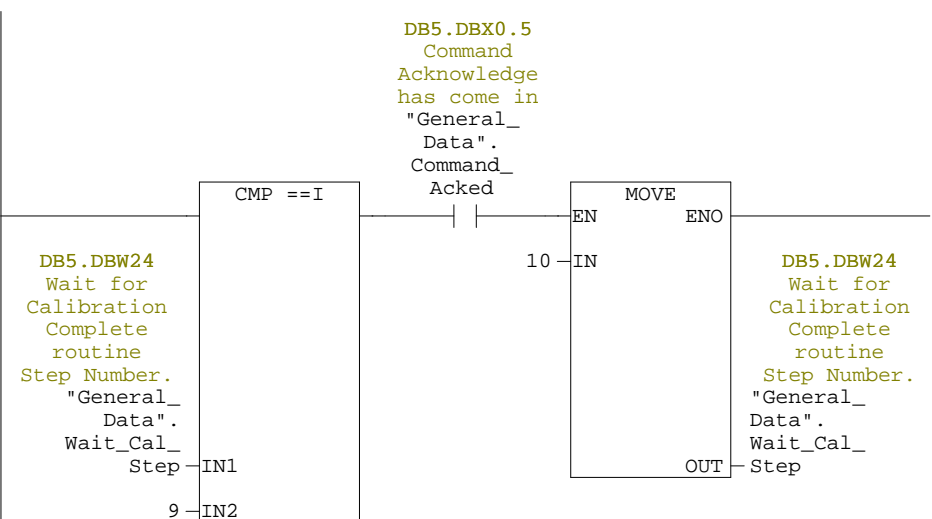 DB5.DBX0.5
Command
Acknowledge
has come in
"General_
Data".
Command_
Acked
CMP ==I
MOVE
EN
ENO
DB5.DBW24
Wait for
Calibration
Complete
routine
Step Number.
"General_
Data".
Wait_Cal_
Step
IN1
9
IN2
10
IN
DB5.DBW24
Wait for
Calibration
Complete
routine
Step Number.
"General_
Data".
Wait_Cal_
Step
OUT